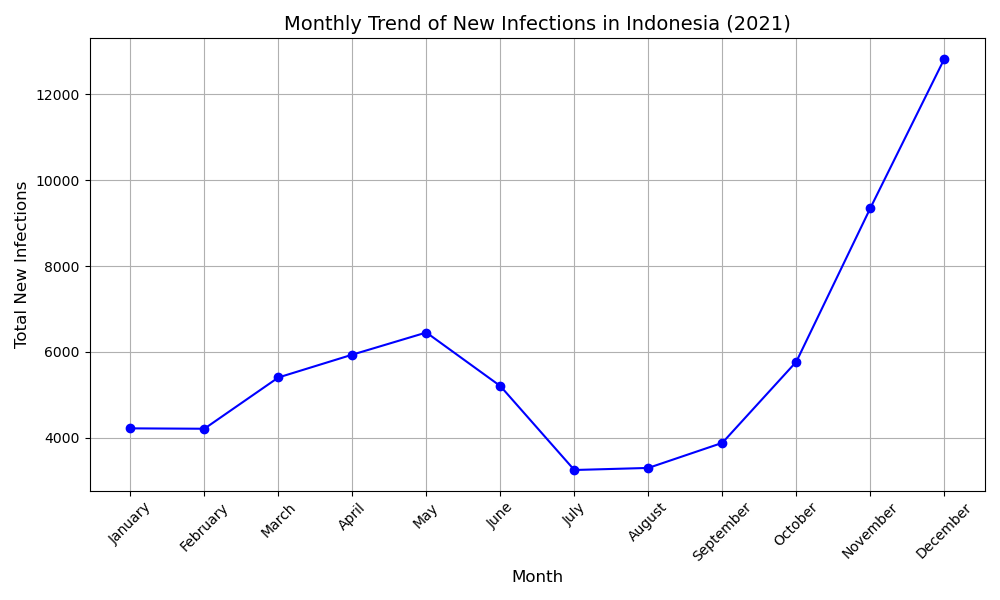 Monthly Trend of New Infections in Indonesia (2021)
Total New Infections
12000
10000
8000
6000
4000
January
February
March
April
May
June
July
August
September
October
November
December
Month